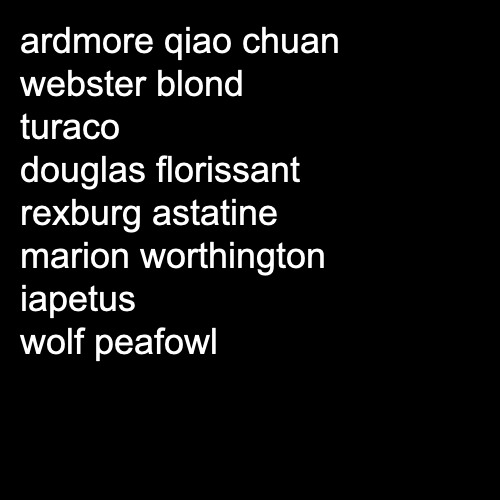 ardmore qiao chuan
webster blond
turaco
douglas florissant
rexburg astatine
marion worthington
iapetus
wolf peafowl